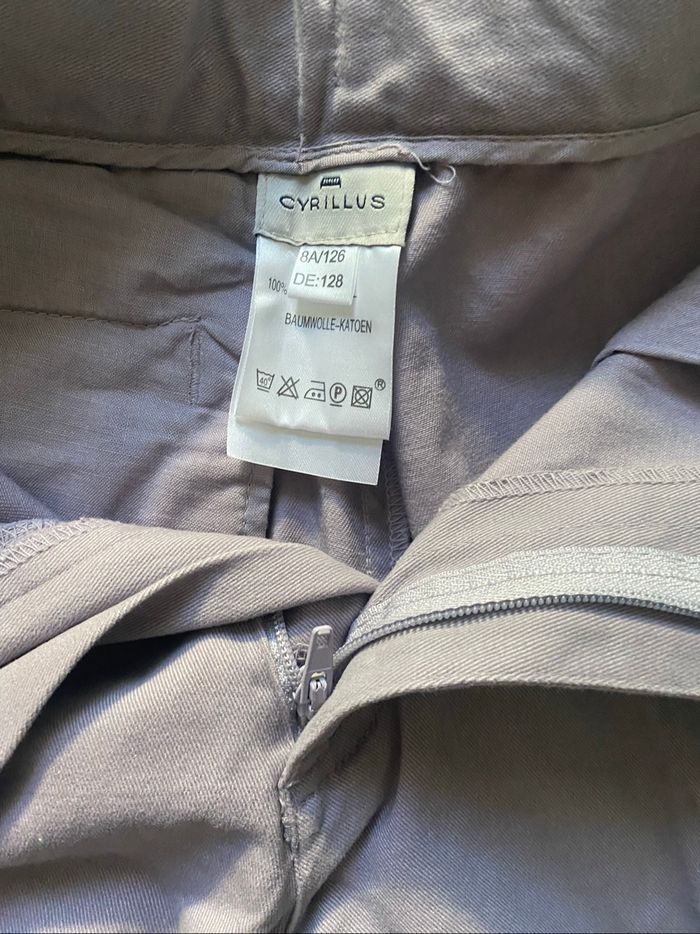 CYRILLUS
8A/126
DE:128
100%
BAUMWOLLE-KATOEN
40°
P
®